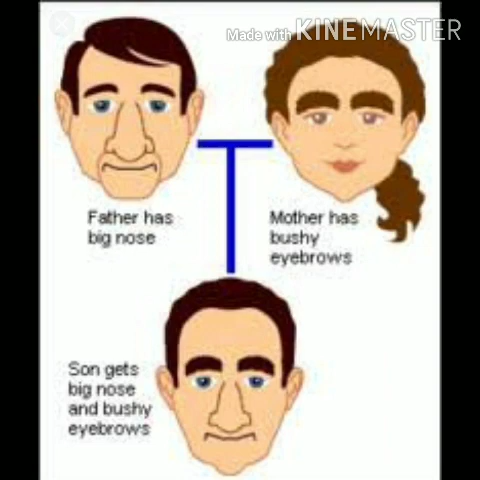 Made with KINEMASTER
Father has
big nose
Mother has
bushy
eyebrows
Son gets
big nose
and bushy
eyebrows